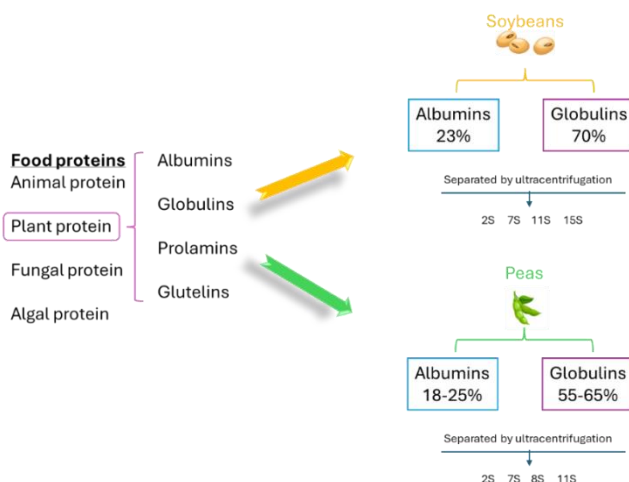 Food proteins
Animal protein
Plant protein
Fungal protein
Algal protein
Albumins
Globulins
Prolamins
Glutelins
Soybeans
Albumins
23%
Globulins
70%
Separated by ultracentrifugation
2S 7S 11S 15S
Peas
Albumins
18-25%
Globulins
55-65%
Separated by ultracentrifugation
2S 7S 8S 11S